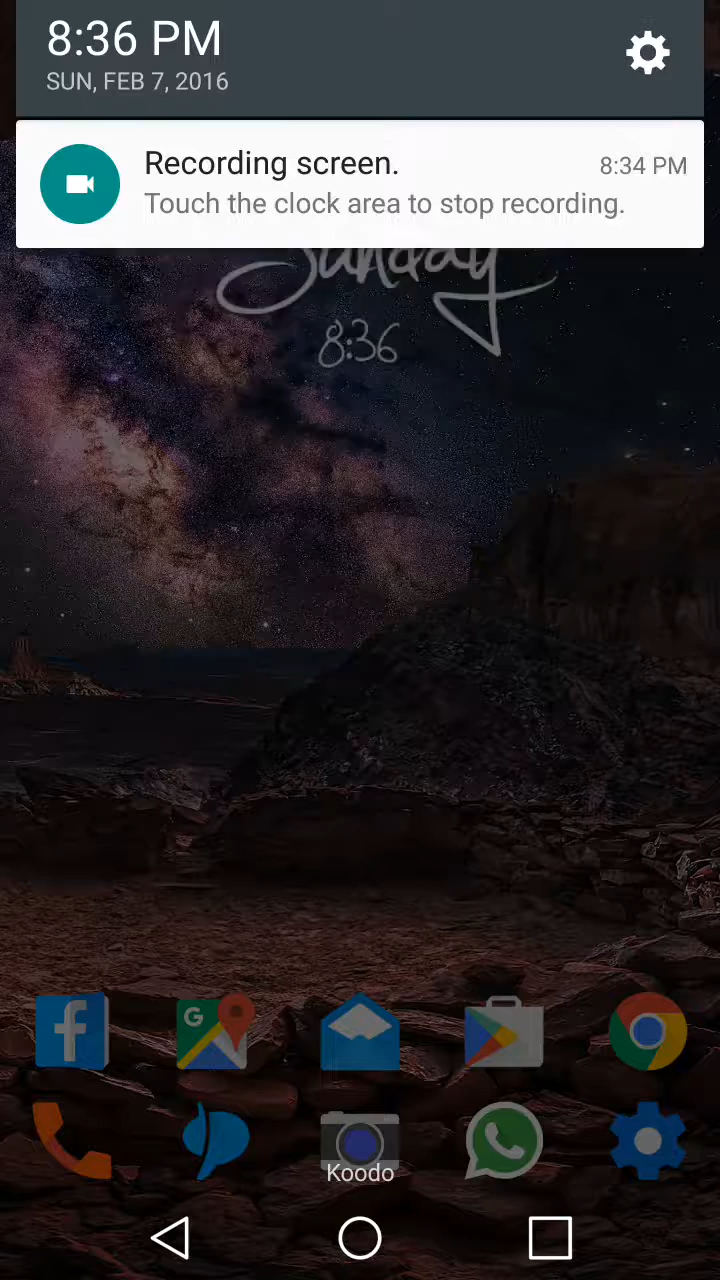 8:36 PM
SUN, FEB 7, 2016
Recording screen.
8:34 PM
Touch the clock area to stop recording.
Sunday
8:36
G
Koodo